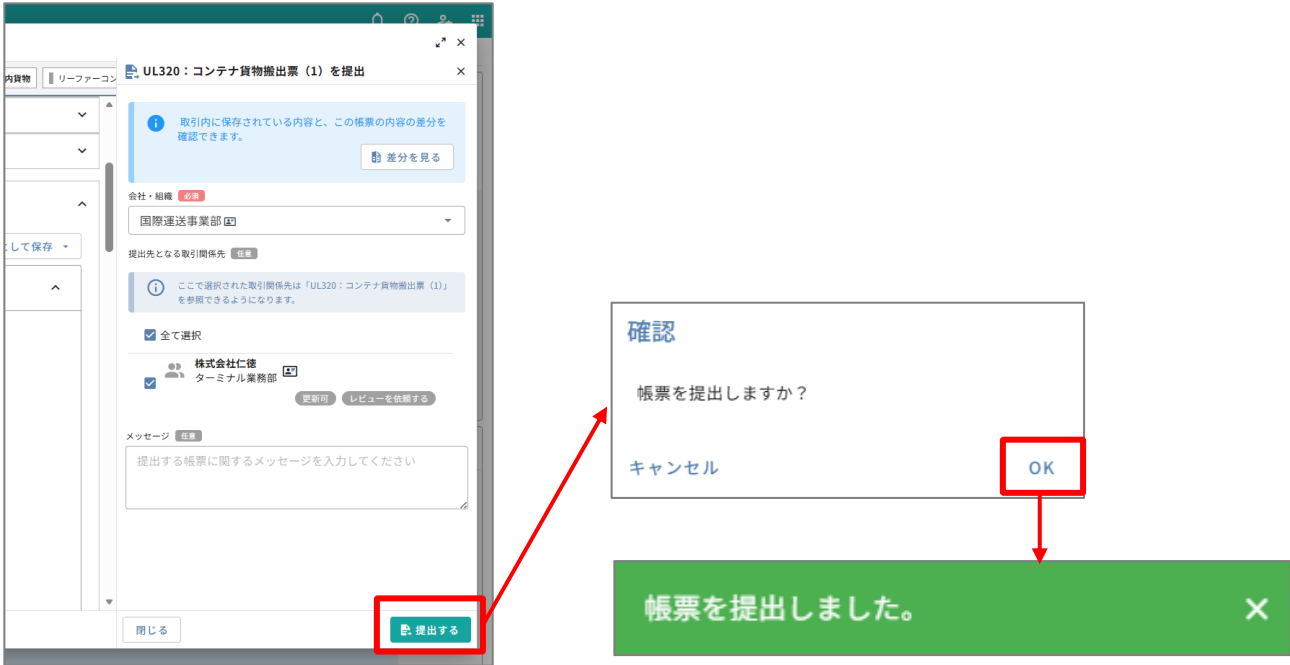 内貨物
リーファーコン
UL320：コンテナ貨物搬出票（1）を提出
取引内に保存されている内容と、この帳票の内容の差分を
確認できます。
差分を見る
会社・組織 必須
国際運送事業部
として保存
提出先となる取引関係先 任意
ここで選択された取引関係先は「UL320：コンテナ貨物搬出票（1）」
を参照できるようになります。
全て選択
株式会社仁徳
ターミナル業務部
更新可 レビューを依頼する
メッセージ 任意
提出する帳票に関するメッセージを入力してください
閉じる
提出する
確認
帳票を提出しますか？
キャンセル
OK
帳票を提出しました。